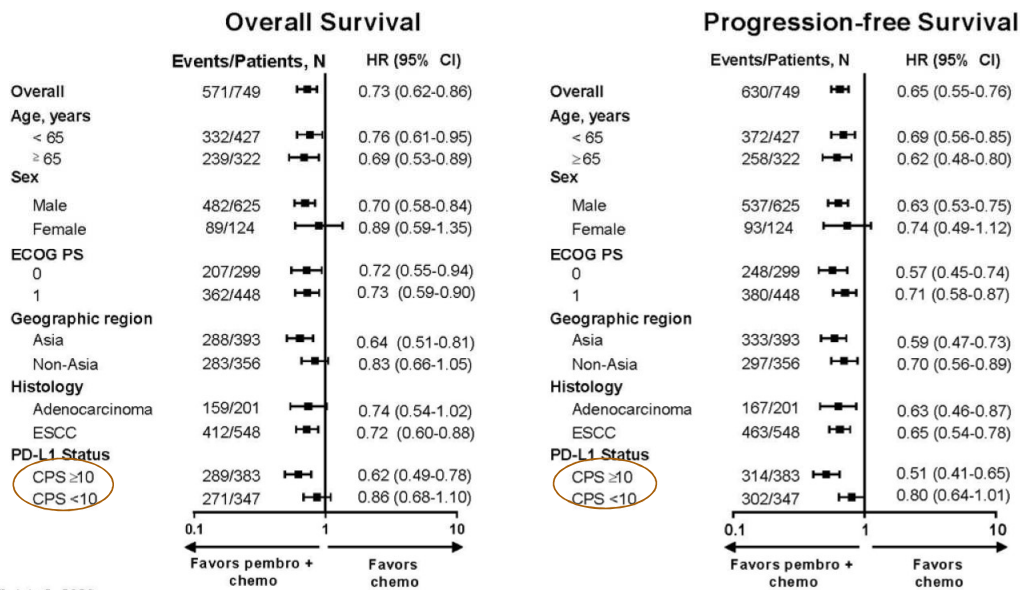 Overall Survival
Events/Patients, N HR (95% CI)
Overall 571/749 0.73 (0.62-0.86)
Age, years
< 65 332/427 0.76 (0.61-0.95)
≥ 65 239/322 0.69 (0.53-0.89)
Sex
Male 482/625 0.70 (0.58-0.84)
Female 89/124 0.89 (0.59-1.35)
ECOG PS
0 207/299 0.72 (0.55-0.94)
1 362/448 0.73 (0.59-0.90)
Geographic region
Asia 288/393 0.64 (0.51-0.81)
Non-Asia 283/356 0.83 (0.66-1.05)
Histology
Adenocarcinoma 159/201 0.74 (0.54-1.02)
ESCC 412/548 0.72 (0.60-0.88)
PD-L1 Status
CPS ≥10 289/383 0.62 (0.49-0.78)
CPS <10 271/347 0.86 (0.68-1.10)
0.1 1 10
Favors pembro + Favors
chemo chemo
Progression-free Survival
Events/Patients, N HR (95% CI)
Overall 630/749 0.65 (0.55-0.76)
Age, years
< 65 372/427 0.69 (0.56-0.85)
≥65 258/322 0.62 (0.48-0.80)
Sex
Male 537/625 0.63 (0.53-0.75)
Female 93/124 0.74 (0.49-1.12)
ECOG PS
0 248/299 0.57 (0.45-0.74)
1 380/448 0.71 (0.58-0.87)
Geographic region
Asia 333/393 0.59 (0.47-0.73)
Non-Asia 297/356 0.70 (0.56-0.89)
Histology
Adenocarcinoma 167/201 0.63 (0.46-0.87)
ESCC 463/548 0.65 (0.54-0.78)
PD-L1 Status
CPS ≥10 314/383 0.51 (0.41-0.65)
CPS <10 302/347 0.80 (0.64-1.01)
0.1 1 10
Favors pembro + Favors
chemo chemo